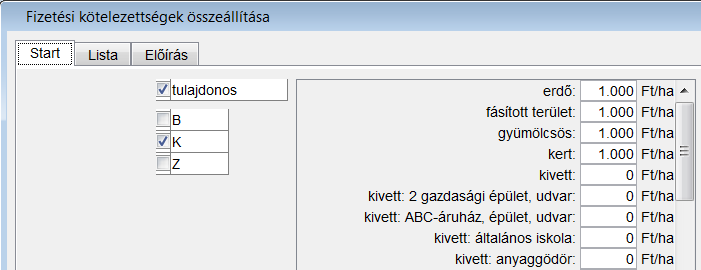 Fizetési kötelezettségek összeállítása
Start Lista Előírás
tulajdonos
B
K
Z
erdő: 1.000 Ft/ha
fásított terület: 1.000 Ft/ha
gyümölcsös: 1.000 Ft/ha
kert: 1.000 Ft/ha
kivett: 0 Ft/ha
kivett: 2 gazdasági épület, udvar: 0 Ft/ha
kivett: ABC-áruház, épület, udvar: 0 Ft/ha
kivett: általános iskola: 0 Ft/ha
kivett: anyaggödör: 0 Ft/ha